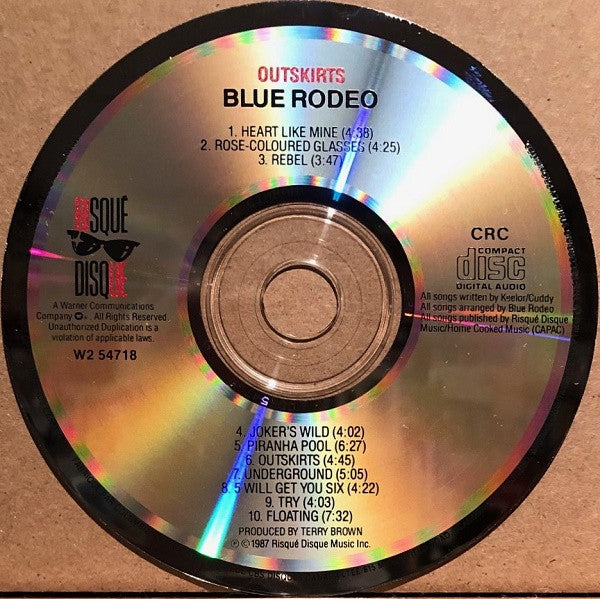 OUTSKIRTS
BLUE RODEO
1. HEART LIKE MINE (4:38)
2. ROSE-COLOURED GLASSES (4:25)
3. REBEL (3:47)
RISQUÉ
DISQUE
A Warner Communications
Company. All Rights Reserved.
Unauthorized Duplication is a
violation of applicable laws.
W2 54718
CRC
COMPACT
disc
DIGITAL AUDIO
All songs written by Keelor/Cuddy
All songs arranged by Blue Rodeo
All songs published by Risqué Disque
Music/Home Cooked Music (CAPAC)
5
4. JOKER'S WILD (4:02)
5. PIRANHA POOL (6:27)
6. OUTSKIRTS (4:45)
7. UNDERGROUND (5:05)
8. 5 WILL GET YOU SIX (4:22)
9. TRY (4:03)
10. FLOATING (7:32)
PRODUCED BY TERRY BROWN
℗ © 1987 Risqué Disque Music Inc.